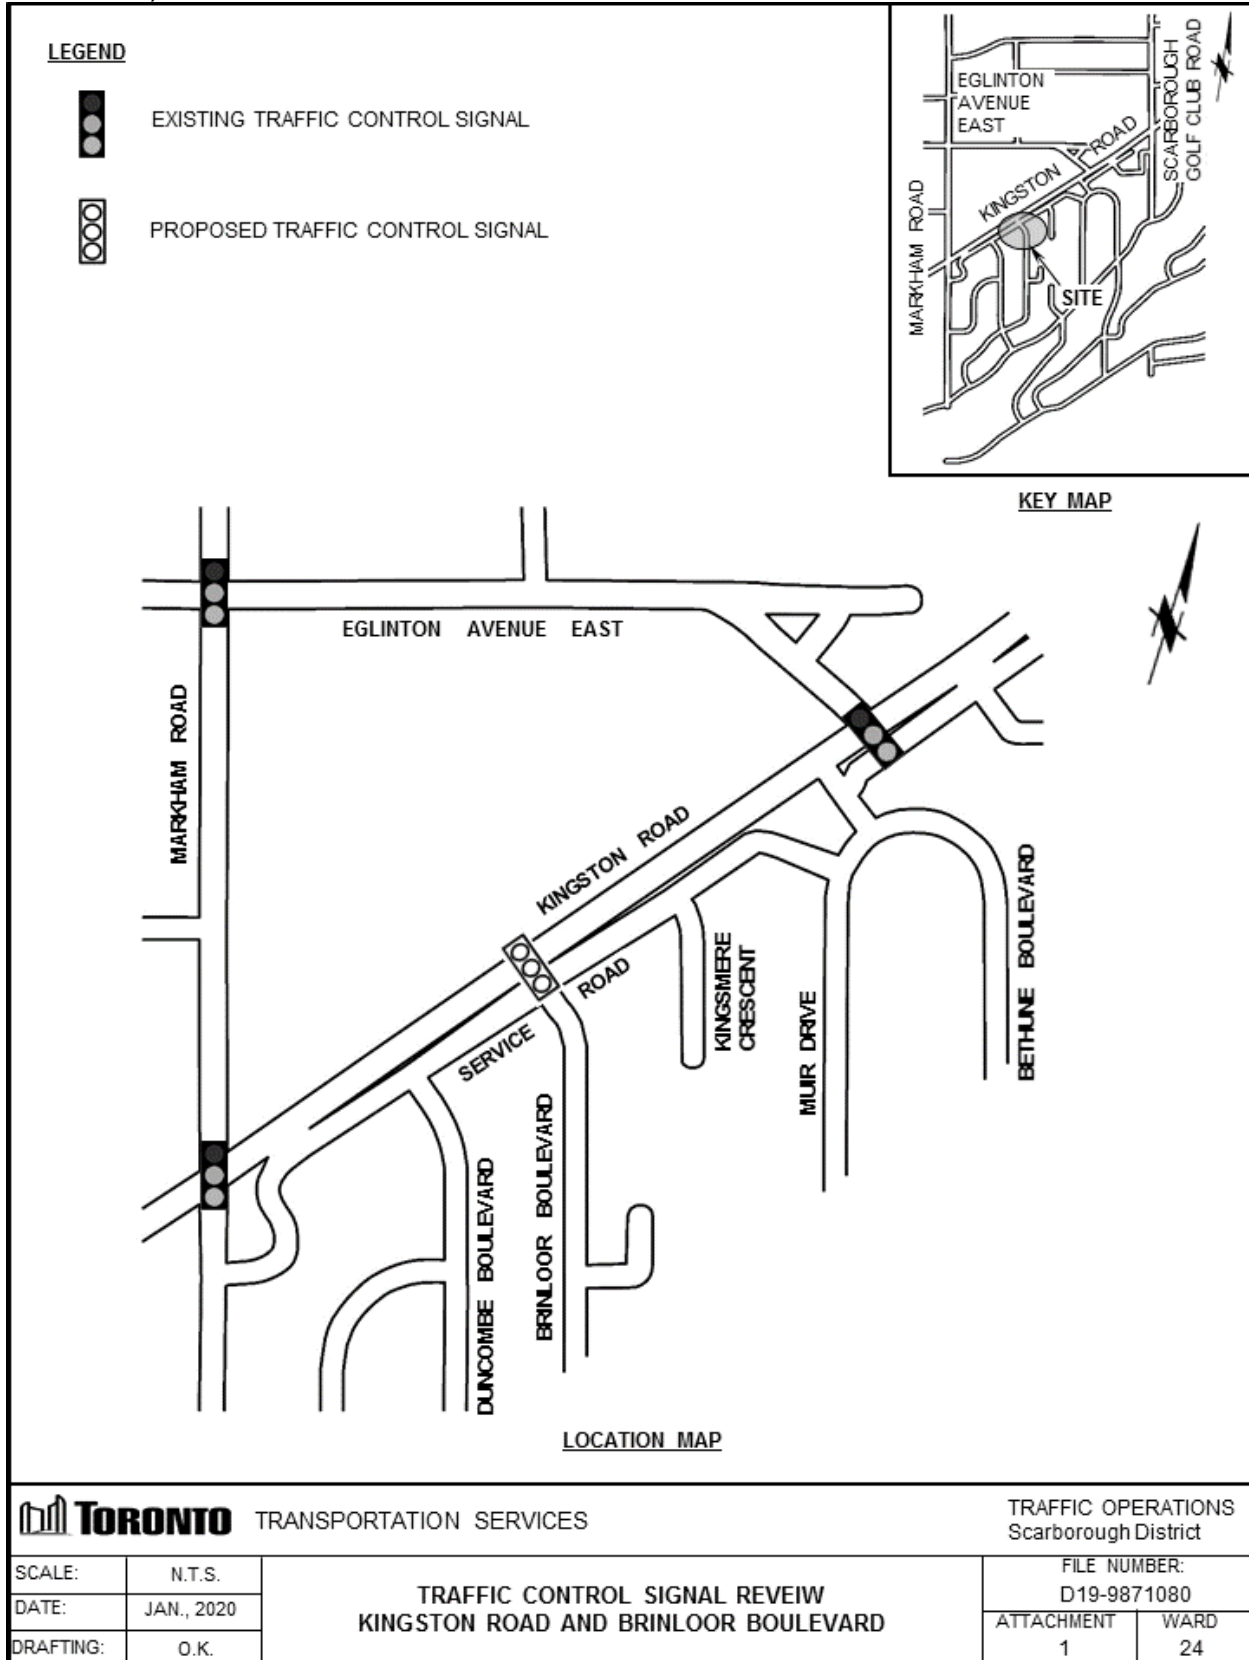 LEGEND
EXISTING TRAFFIC CONTROL SIGNAL
PROPOSED TRAFFIC CONTROL SIGNAL
EGLINTON
AVENUE
EAST
SCARBOROUGH
GOLF CLUB ROAD
KINGSTON ROAD
MARKHAM ROAD
SITE
KEY MAP
EGLINTON AVENUE EAST
MARKHAM ROAD
KINGSTON ROAD
SERVICE ROAD
KINGSMERE
CRESCENT
MUIR DRIVE
BETHUNE BOULEVARD
DUNCOMBE BOULEVARD
BRINLOOR BOULEVARD
LOCATION MAP
TORONTO TRANSPORTATION SERVICES
TRAFFIC OPERATIONS
Scarborough District
SCALE: N.T.S.
DATE: JAN., 2020
DRAFTING: O.K.
TRAFFIC CONTROL SIGNAL REVEIW
KINGSTON ROAD AND BRINLOOR BOULEVARD
FILE NUMBER:
D19-9871080
ATTACHMENT WARD
1 24